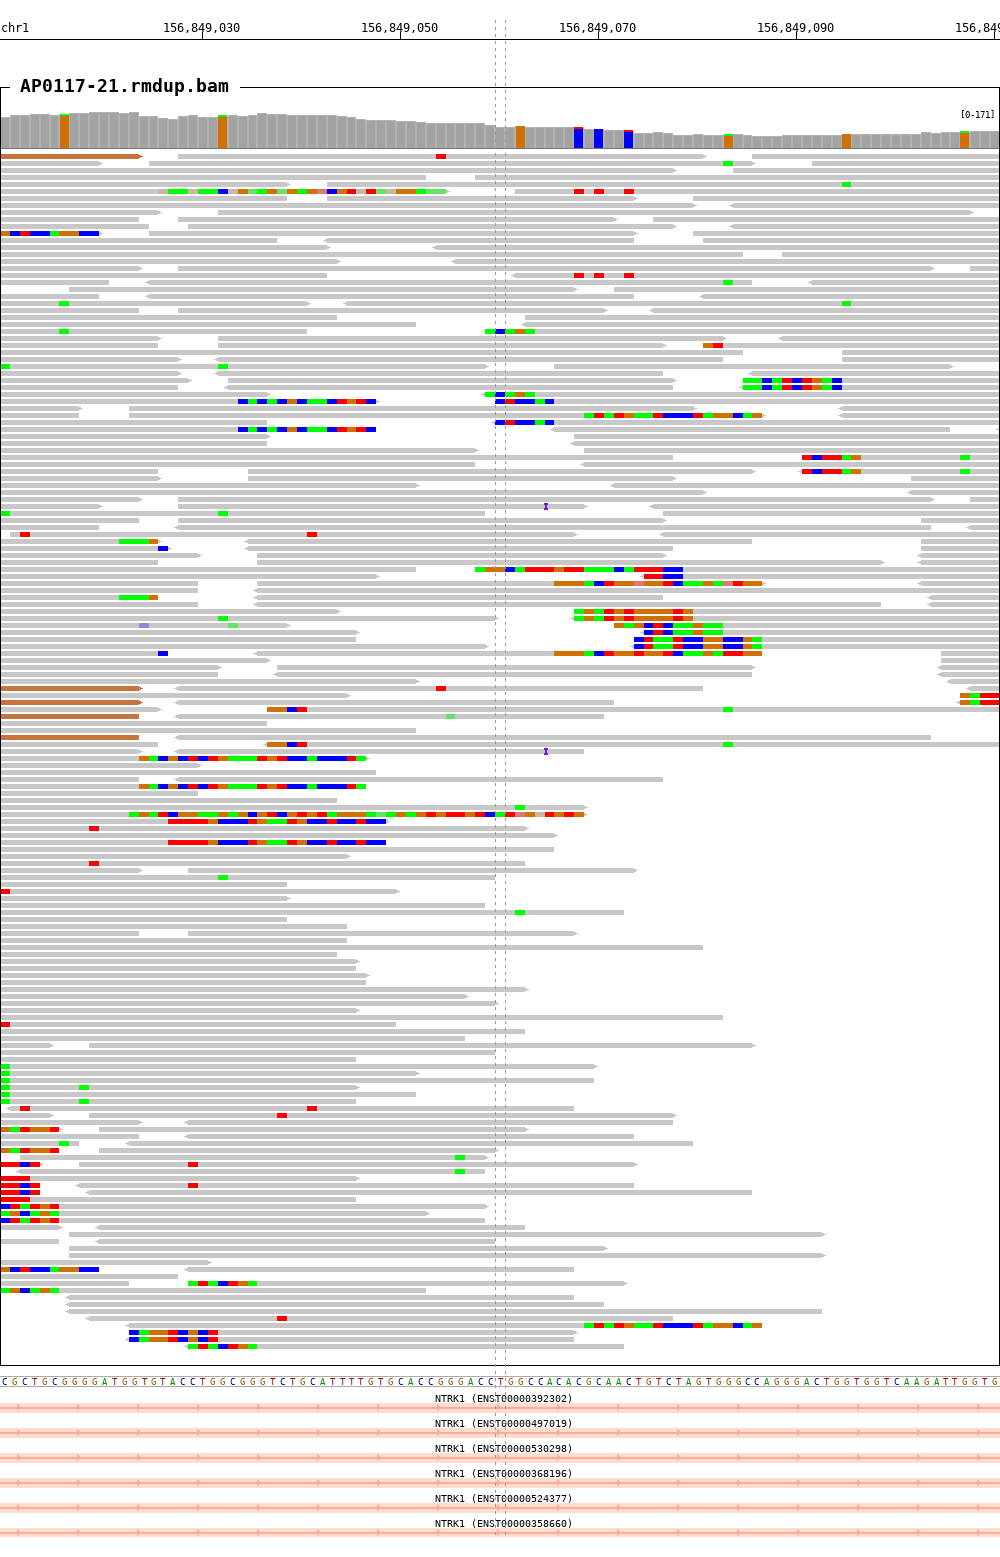 chr1 156,849,030 156,849,050 156,849,070 156,849,090 156,849
AP0117-21.rmdup.bam
[0-171]
C G C T G C G G G G A T G G T G T A C C T G G C G G G T C T G C A T T T T G T G C A C C G G G A C C T G G C C A C A C G C A A C T G T C T A G T G G G C C A G G G A C T G G T G G T C A A G A T T G G T G
NTRK1 (ENST00000392302)
NTRK1 (ENST00000497019)
NTRK1 (ENST00000530298)
NTRK1 (ENST00000368196)
NTRK1 (ENST00000524377)
NTRK1 (ENST00000358660)